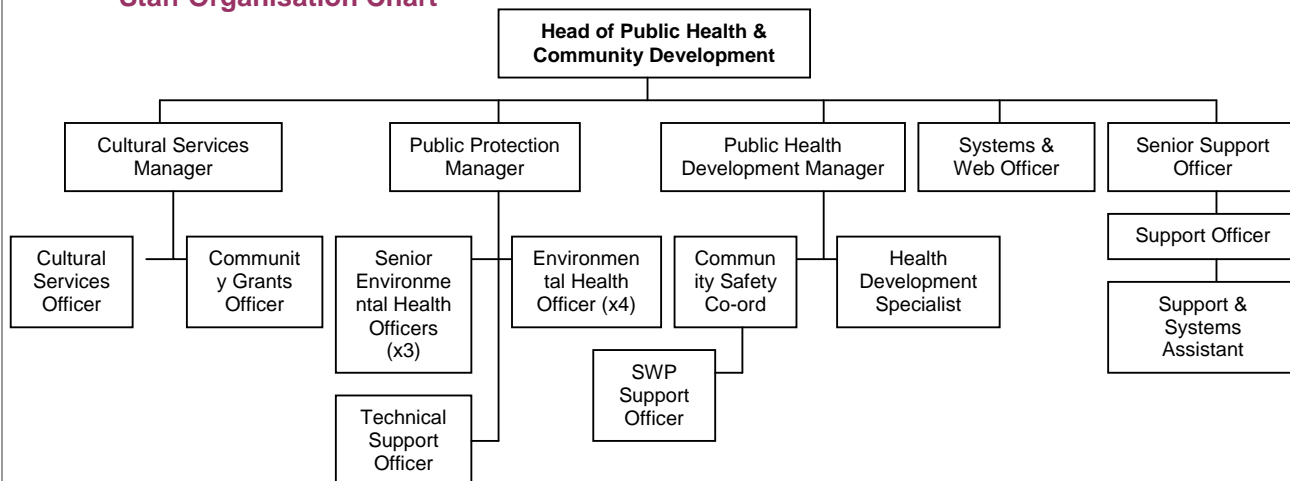 Staff Organisation Chart
Head of Public Health &
Community Development
Cultural Services
Manager
Public Protection
Manager
Public Health
Development Manager
Systems &
Web Officer
Senior Support
Officer
Cultural
Services
Officer
Communit
y Grants
Officer
Senior
Environme
ntal Health
Officers
(x3)
Environmen
tal Health
Officer (x4)
Commun
ity Safety
Co-ord
Health
Development
Specialist
Support Officer
Support &
Systems
Assistant
SWP
Support
Officer
Technical
Support
Officer